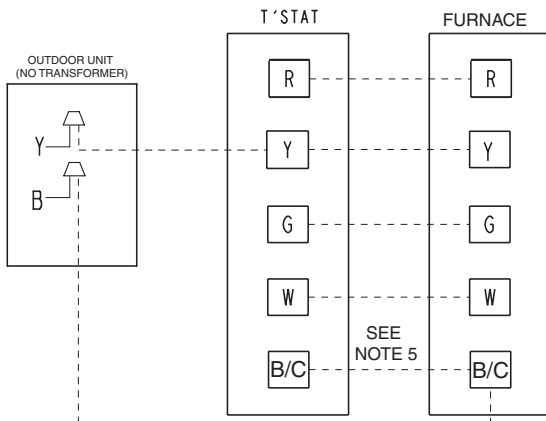 T'STAT
FURNACE
OUTDOOR UNIT
(NO TRANSFORMER)
R
R
Y
Y
Y
B
G
G
W
W
SEE
NOTE 5
B/C
B/C